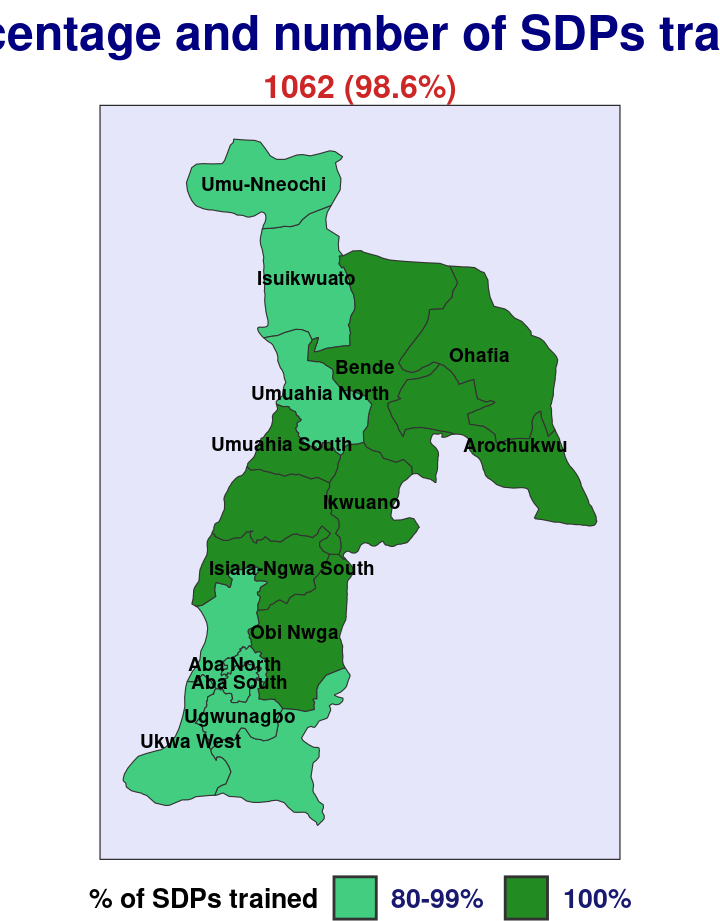 centage and number of SDPs tra
1062 (98.6%)
Umu-Nneochi
Isuikwuato
Ohafia
Bende
Umuahia North
Umuahia South
Arochukwu
Ikwuano
Isiala-Ngwa South
Obi Nwga
Aba North
Aba South
Ugwunagbo
Ukwa West
% of SDPs trained 80-99% 100%